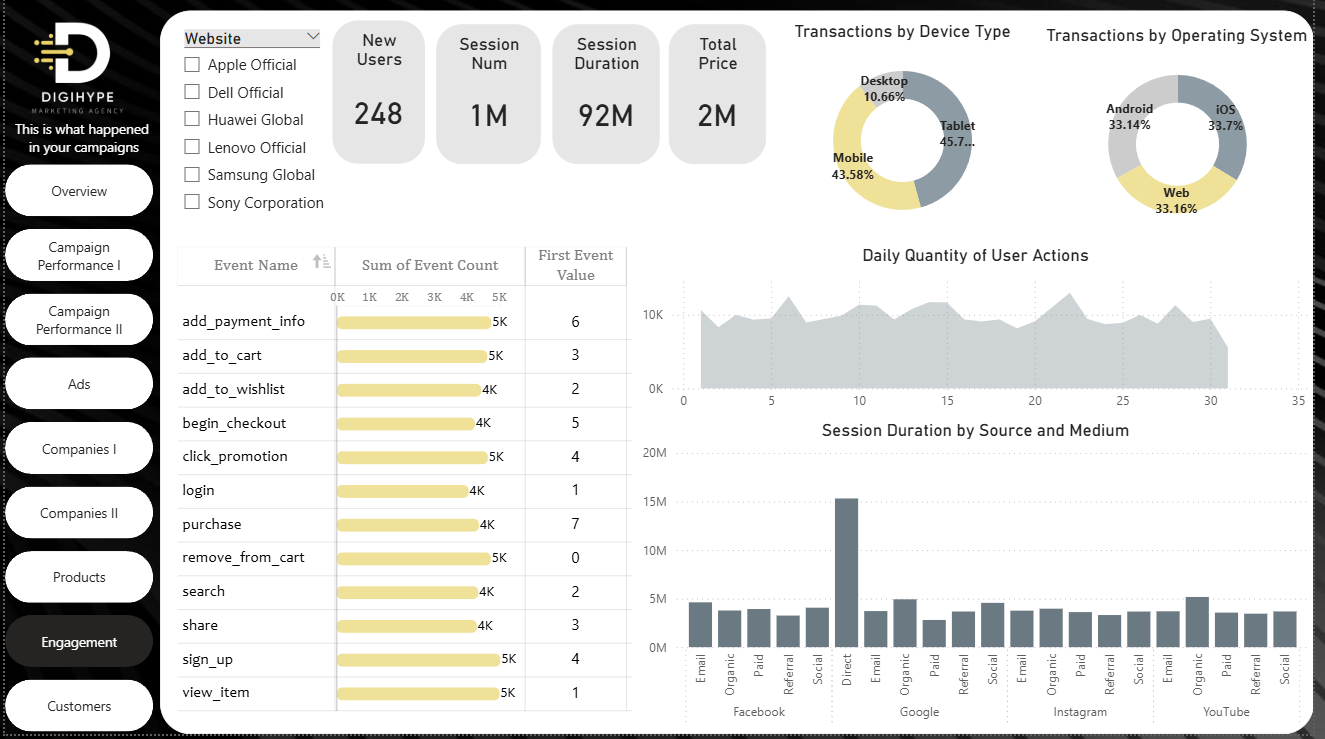 DIGIHYPE
MARKETING AGENCY
This is what happened
in your campaigns
Overview
Campaign
Performance I
Campaign
Performance II
Ads
Companies I
Companies II
Products
Engagement
Customers
Website
Apple Official
Dell Official
Huawei Global
Lenovo Official
Samsung Global
Sony Corporation
New
Users
248
Session
Num
1M
Session
Duration
92M
Total
Price
2M
Transactions by Device Type
Desktop
10.66%
Tablet
45.7...
Mobile
43.58%
Transactions by Operating System
Android
33.14%
iOS
33.7%
Web
33.16%
Event Name Sum of Event Count First Event
Value
0K 1K 2K 3K 4K 5K
add_payment_info 5K 6
add_to_cart 5K 3
add_to_wishlist 4K 2
begin_checkout 4K 5
click_promotion 5K 4
login 4K 1
purchase 4K 7
remove_from_cart 5K 0
search 4K 2
share 4K 3
sign_up 5K 4
view_item 5K 1
Daily Quantity of User Actions
10K
0K
0 5 10 15 20 25 30 35
Session Duration by Source and Medium
20M
15M
10M
5M
0M
Email Organic Paid Referral Social Direct Email Organic Paid Referral Social Email Organic Paid Referral Social Email Organic Paid Referral Social
Facebook Google Instagram YouTube